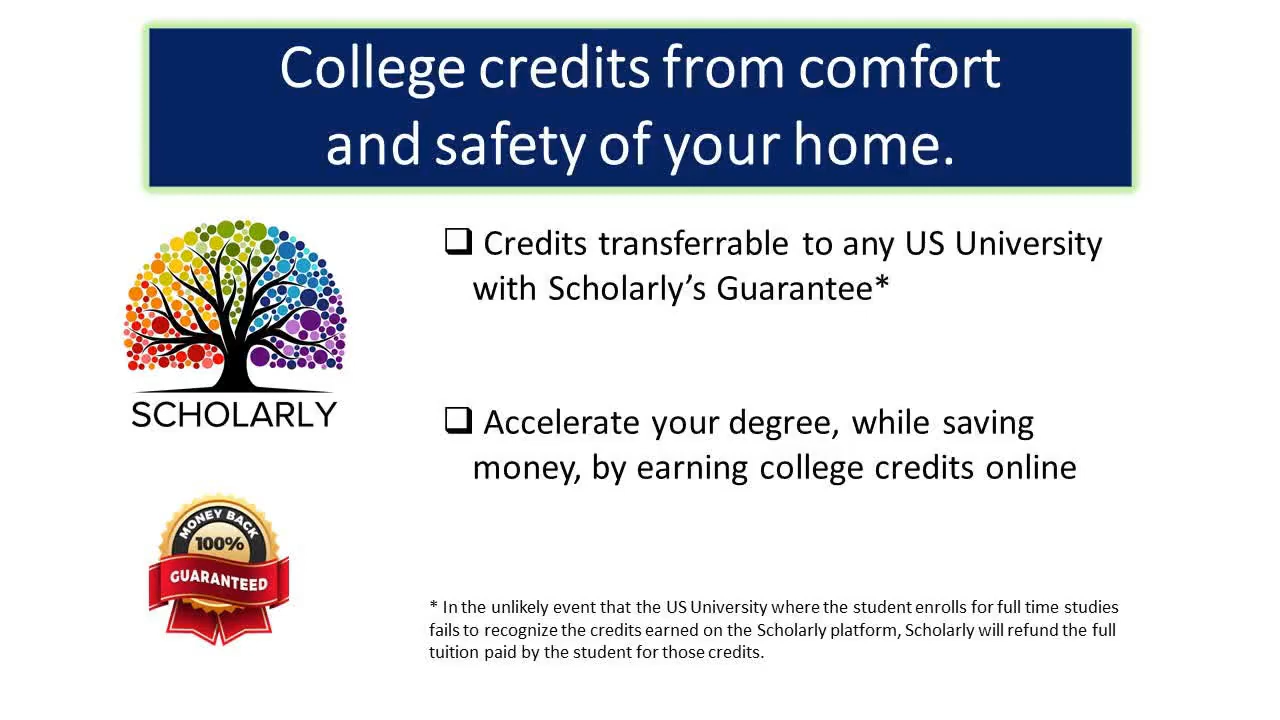 College credits from comfort
and safety of your home.
❑ Credits transferrable to any US University
with Scholarly’s Guarantee*
SCHOLARLY
❑ Accelerate your degree, while saving
money, by earning college credits online
MONEY BACK
100%
GUARANTEED
* In the unlikely event that the US University where the student enrolls for full time studies
fails to recognize the credits earned on the Scholarly platform, Scholarly will refund the full
tuition paid by the student for those credits.